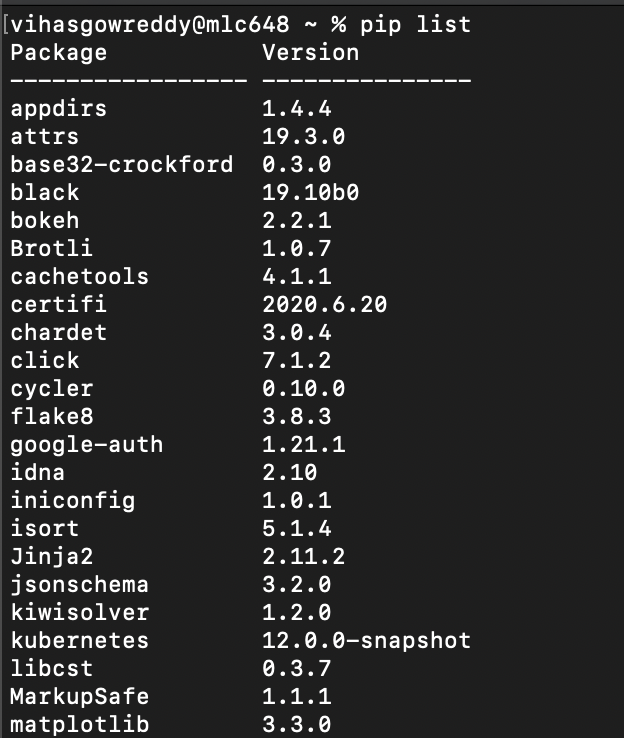 [vihasgowreddy@mlc648 ~ % pip list
Package Version
----------------- ---------------
appdirs 1.4.4
attrs 19.3.0
base32-crockford 0.3.0
black 19.10b0
bokeh 2.2.1
Brotli 1.0.7
cachetools 4.1.1
certifi 2020.6.20
chardet 3.0.4
click 7.1.2
cycler 0.10.0
flake8 3.8.3
google-auth 1.21.1
idna 2.10
iniconfig 1.0.1
isort 5.1.4
Jinja2 2.11.2
jsonschema 3.2.0
kiwisolver 1.2.0
kubernetes 12.0.0-snapshot
libcst 0.3.7
MarkupSafe 1.1.1
matplotlib 3.3.0